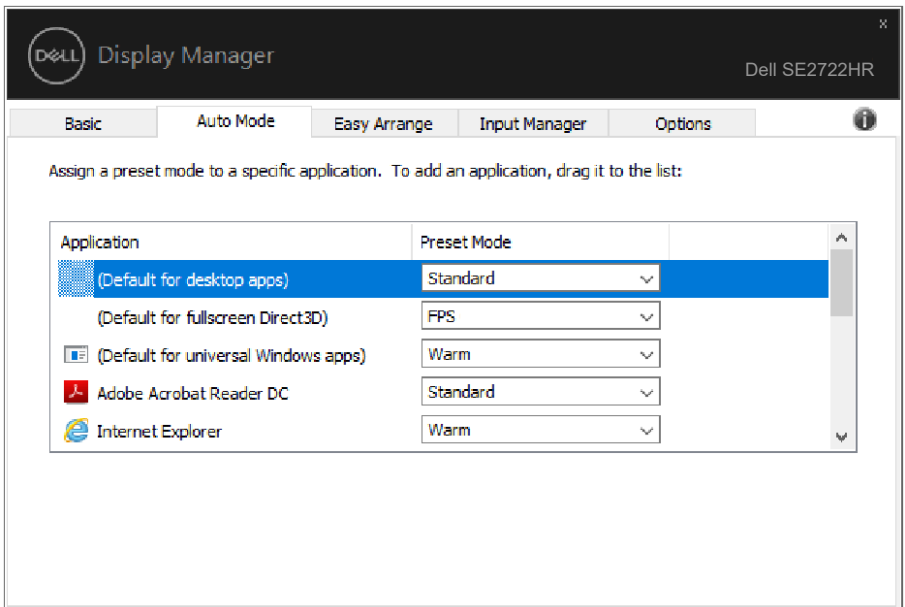 x
DELL Display Manager
Dell SE2722HR
Basic Auto Mode Easy Arrange Input Manager Options i
Assign a preset mode to a specific application. To add an application, drag it to the list:
Application Preset Mode
(Default for desktop apps) Standard
(Default for fullscreen Direct3D) FPS
(Default for universal Windows apps) Warm
Adobe Acrobat Reader DC Standard
Internet Explorer Warm